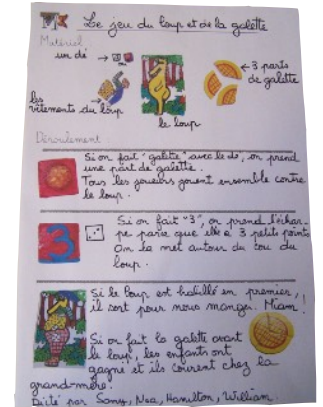 Le jeu du loup et de la galette
Matériel
un dé
3 parts
de galette
les
vêtements du loup
le loup
Déroulement :
Si on fait "galette" avec le dé, on prend
une part de galette.
Tous les joueurs jouent ensemble contre
le loup.
3
Si on fait "3", on prend l'échar-
pe parce que elle a 3 petits points
On la met autour du cou du
loup.
Si le loup est habillé en premier,
il sort pour nous manger. Miam!
Si on fait la galette avant
le loup, les enfants ont
gagné et ils courent chez la
grand-mère!
Dicté par Samy, Noa, Hamilton, William.